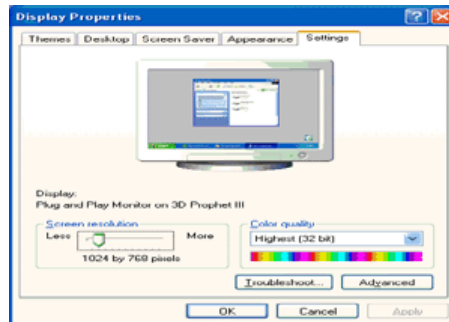 Display Properties
Themes Desktop Screen Saver Appearance Settings
Display:
Plug and Play Monitor on 3D Prophet III
Screen resolution
Less More
1024 by 768 pixels
Color quality
Highest (32 bit)
Troubleshoot... Advanced
OK Cancel Apply